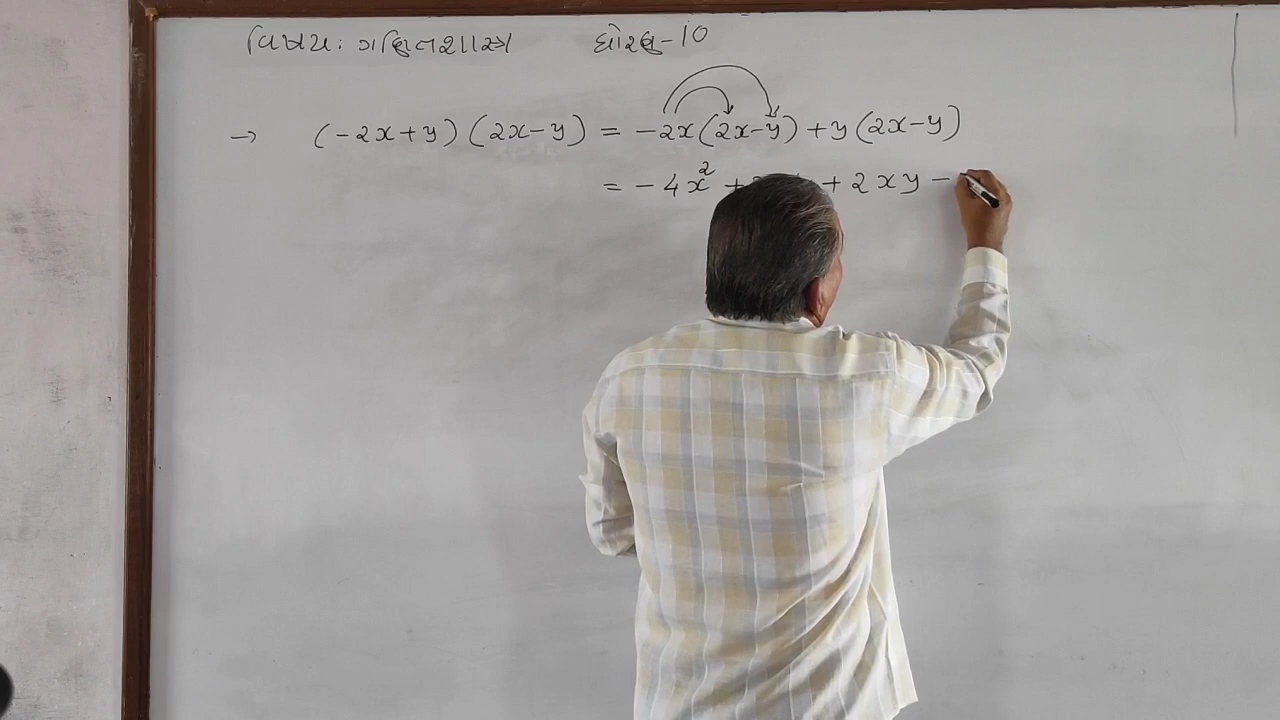 વિષય: ગણિતશાસ્ત્ર ધોરણ-10
→ (-2x+y) (2x-y) = -2x(2x-y) + y(2x-y)
= -4x² + + 2xy -